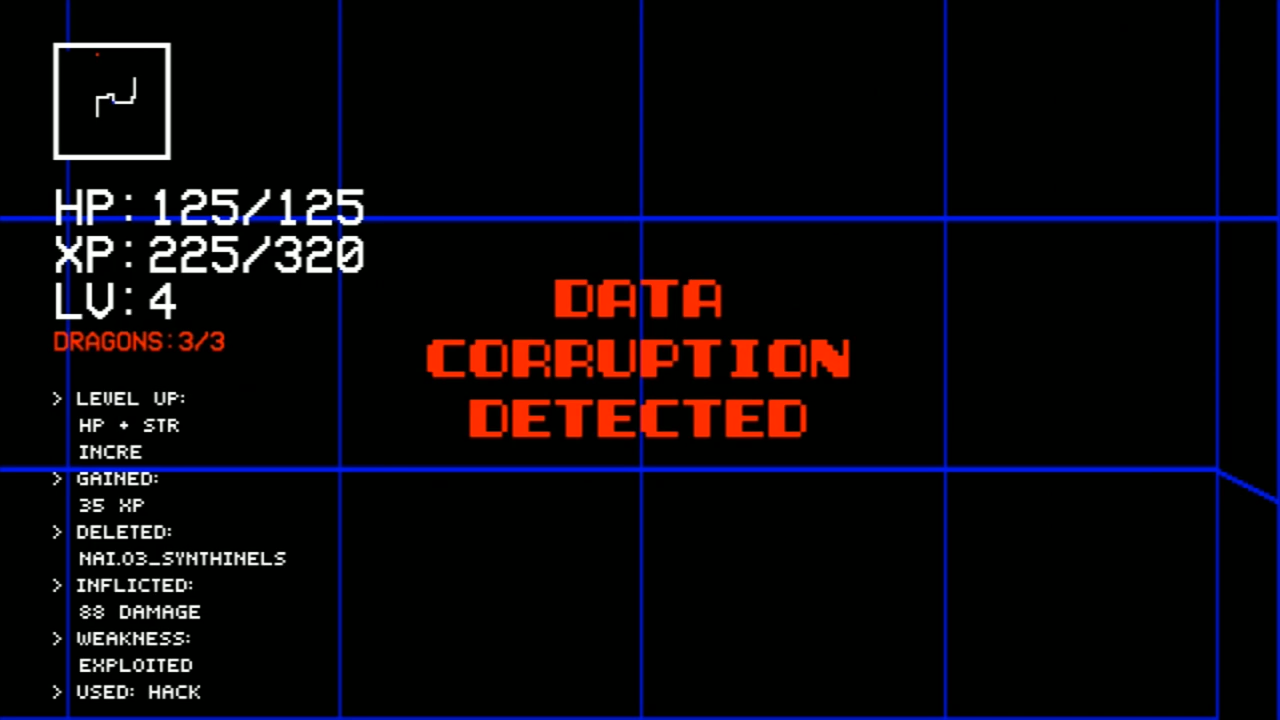 HP:125/125
XP:225/320
LV:4
DRAGONS:3/3
> LEVEL UP:
HP + STR
INCRE
> GAINED:
35 XP
> DELETED:
NAI.03_SYNTHINELS
> INFLICTED:
88 DAMAGE
> WEAKNESS:
EXPLOITED
> USED: HACK
DATA
CORRUPTION
DETECTED